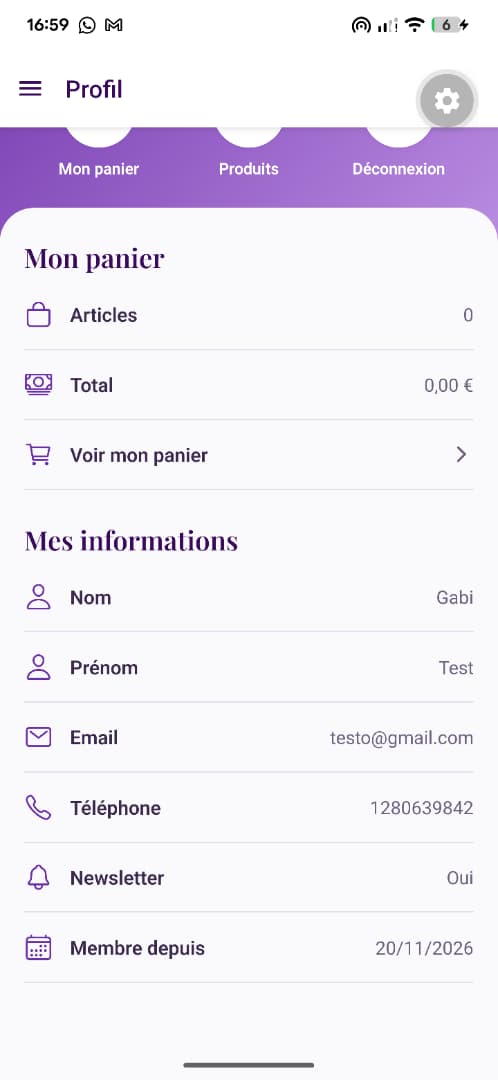 16:59
6
Profil
Mon panier Produits Déconnexion
Mon panier
Articles 0
Total 0,00 €
Voir mon panier
Mes informations
Nom Gabi
Prénom Test
Email testo@gmail.com
Téléphone 1280639842
Newsletter Oui
Membre depuis 20/11/2026